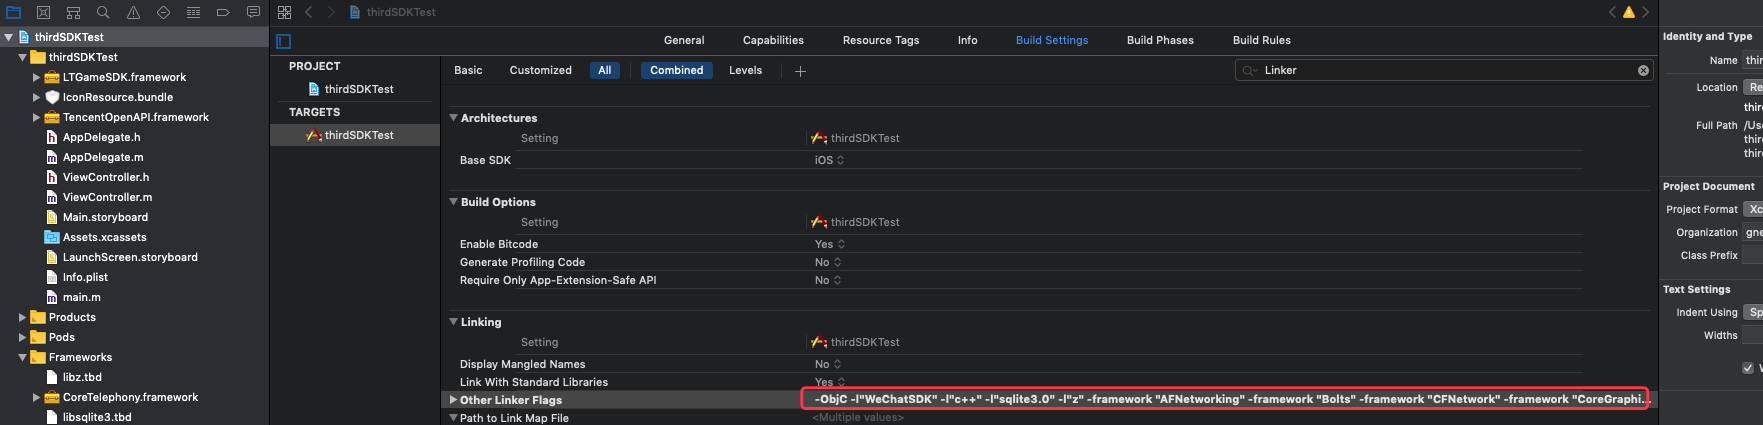 thirdSDKTest
thirdSDKTest
LTGameSDK.framework
IconResource.bundle
TencentOpenAPI.framework
AppDelegate.h
AppDelegate.m
ViewController.h
ViewController.m
Main.storyboard
Assets.xcassets
LaunchScreen.storyboard
Info.plist
main.m
Products
Pods
Frameworks
libz.tbd
CoreTelephony.framework
libsqlite3.tbd
thirdSDKTest
General Capabilities Resource Tags Info Build Settings Build Phases Build Rules
PROJECT
thirdSDKTest
TARGETS
thirdSDKTest
Basic Customized All Combined Levels + Linker
Architectures
Setting thirdSDKTest
Base SDK iOS
Build Options
Setting thirdSDKTest
Enable Bitcode Yes
Generate Profiling Code No
Require Only App-Extension-Safe API No
Linking
Setting thirdSDKTest
Display Mangled Names No
Link With Standard Libraries Yes
Other Linker Flags -ObjC -l"WeChatSDK" -l"c++" -l"sqlite3.0" -l"z" -framework "AFNetworking" -framework "Bolts" -framework "CFNetwork" -framework "CoreGraphi...
Path to Link Map File <Multiple values>
Identity and Type
Name thir
Location Re
thir
Full Path /Use
thir
thir
Project Document
Project Format Xc
Organization gne
Class Prefix
Text Settings
Indent Using Sp
Widths